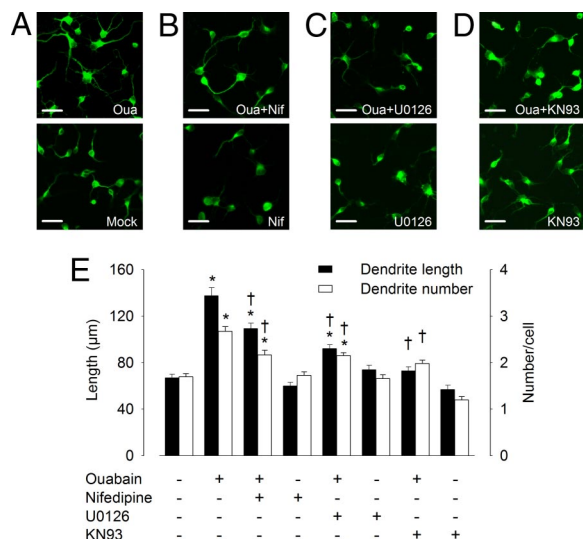 A B C D
Oua Oua+Nif Oua+U0126 Oua+KN93
Mock Nif U0126 KN93
E
160 4
Dendrite length
Dendrite number
* † † † † † †
* * * * *
120 3
80 2
40 1
0 0
Length (µm)
Number/cell
Ouabain - + + - + - + -
Nifedipine - - + + - - - -
U0126 - - - - + + - -
KN93 - - - - - - + +